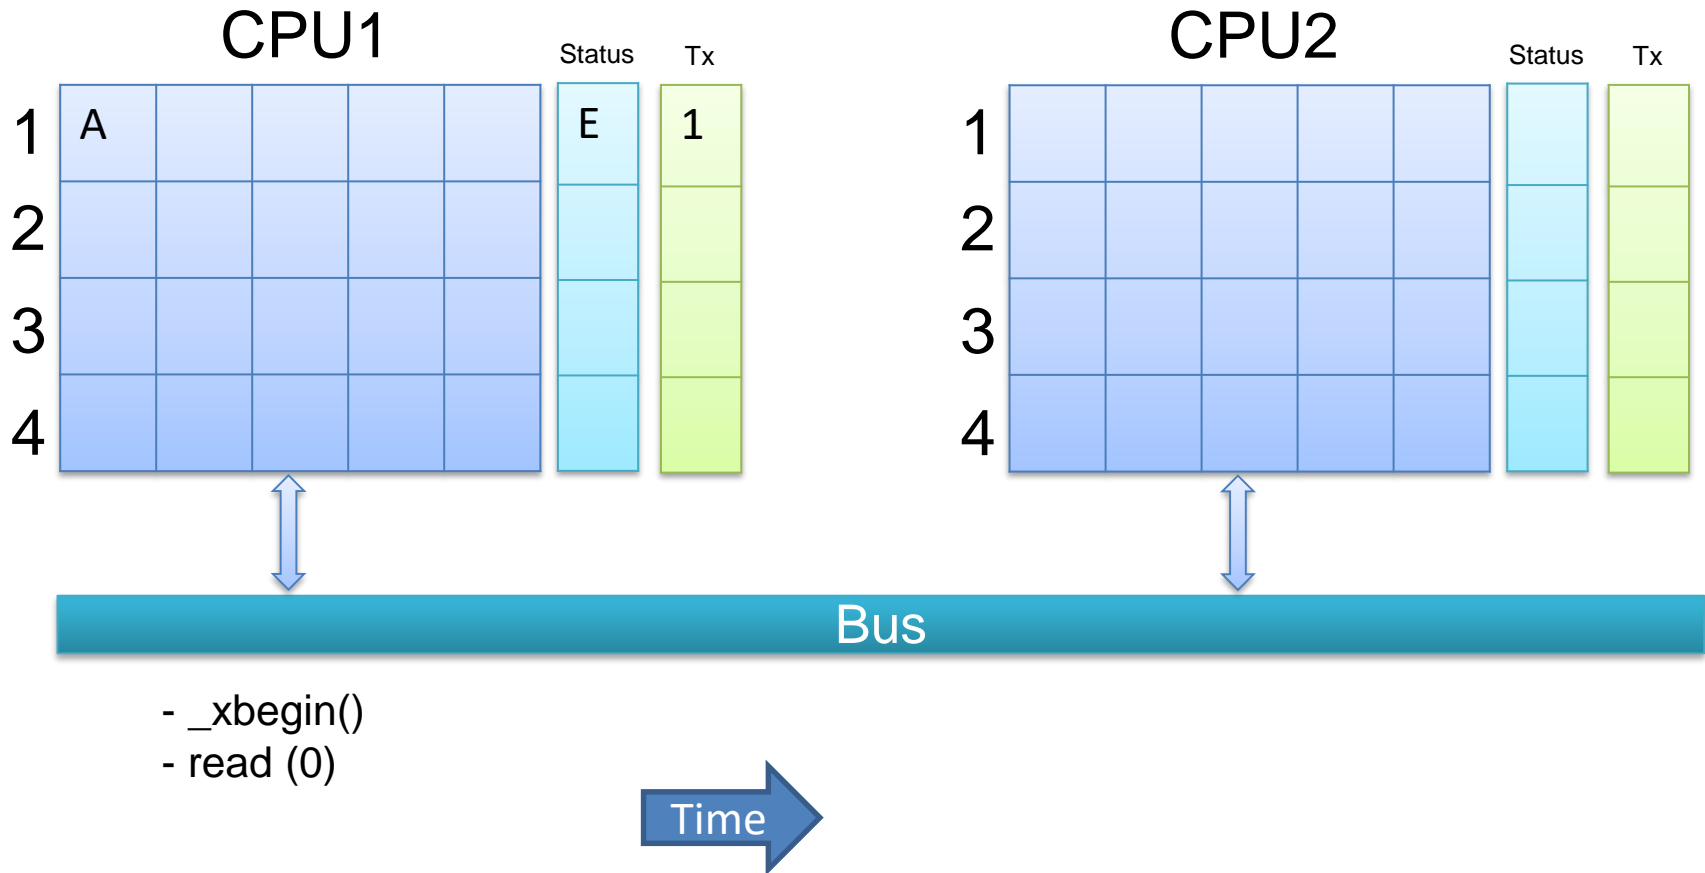 CPU1 Status Tx CPU2 Status Tx
1 A E 1 1
2 2
3 3
4 4
Bus
- _xbegin()
- read (0)
Time